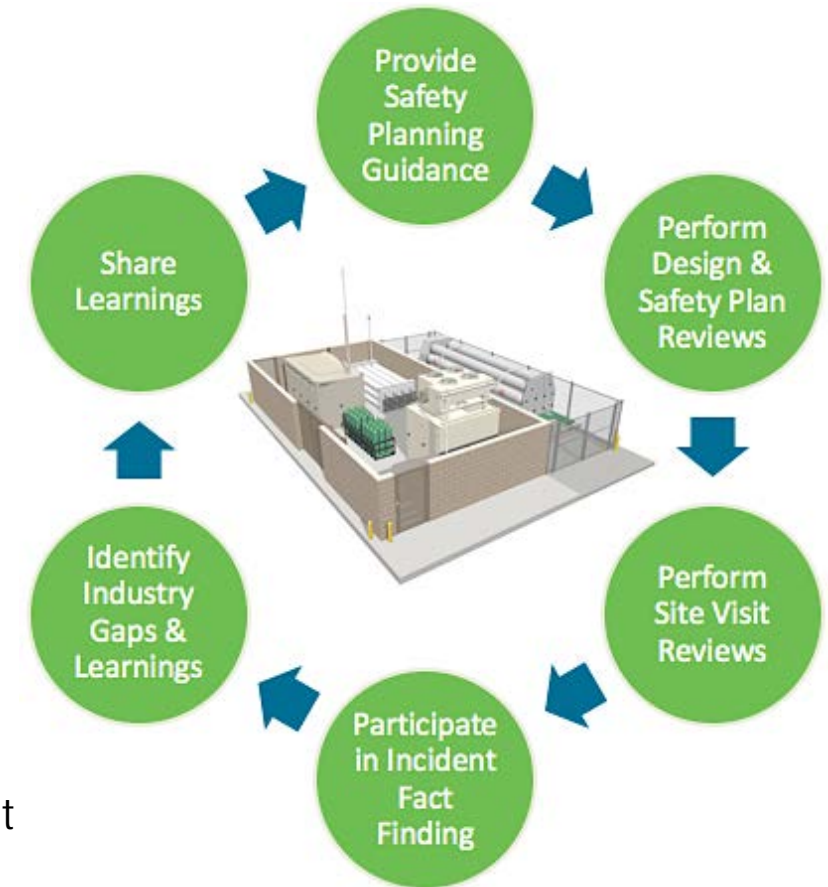 Provide
Safety
Planning
Guidance
Perform
Design &
Safety Plan
Reviews
Perform
Site Visit
Reviews
Participate
in Incident
Fact
Finding
Identify
Industry
Gaps &
Learnings
Share
Learnings
t